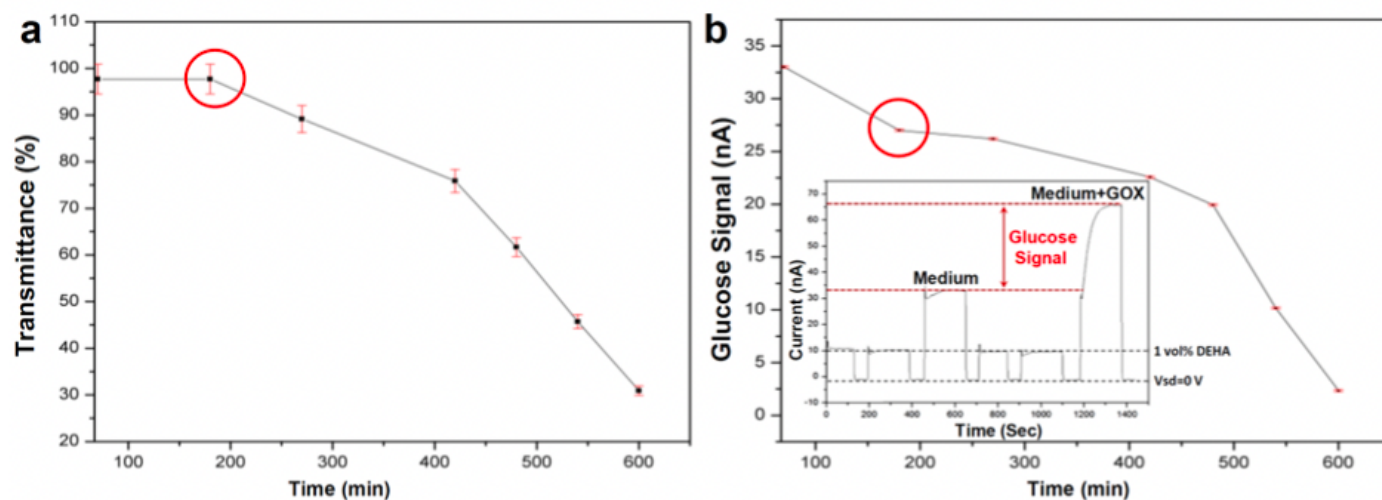 a
110
100
90
80
70
60
50
40
30
20
Transmittance (%)
100 200 300 400 500 600
Time (min)
b
35
30
25
20
15
10
5
0
Glucose Signal (nA)
70
60
50
40
30
20
10
0
-10
Current (nA)
Medium+GOX
Glucose
Signal
Medium
1 vol% DEHA
Vsd=0 V
0 200 400 600 800 1000 1200 1400
Time (Sec)
100 200 300 400 500 600
Time (min)